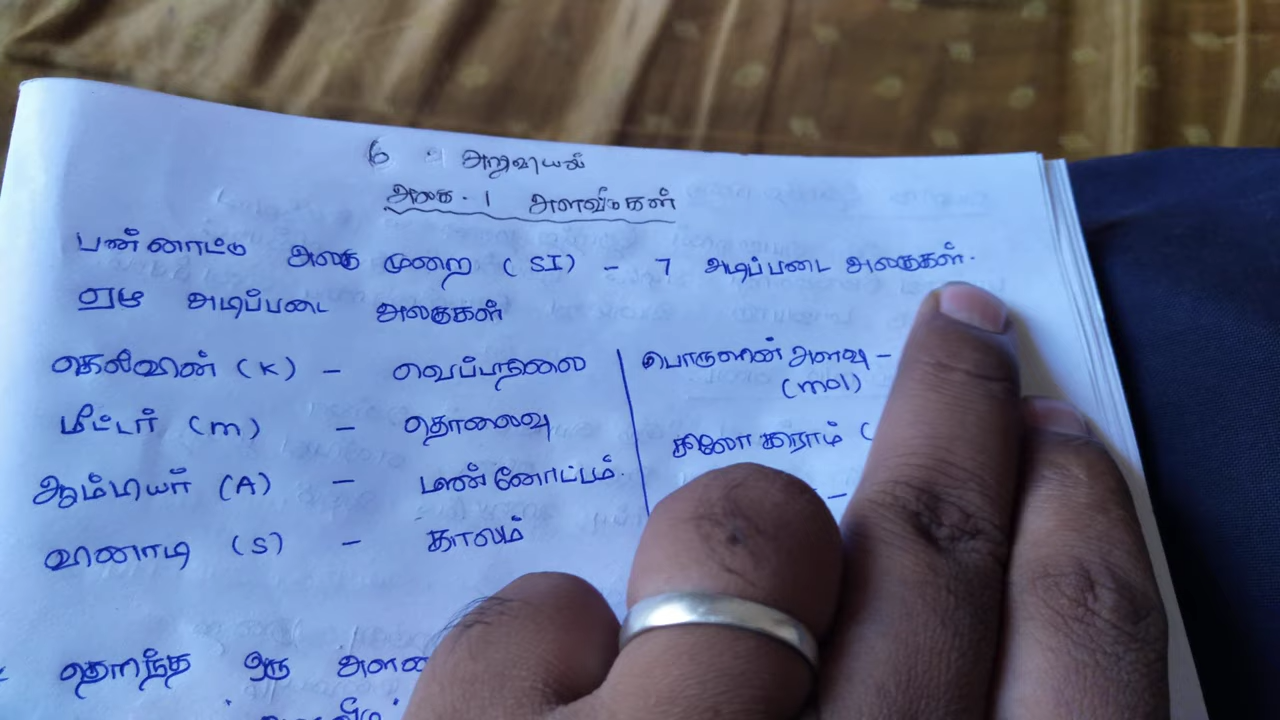 6 அறிவியல்
அலகு - 1 அளவீடுகள்
பன்னாட்டு அலகு முறை (SI) - 7 அடிப்படை அலகுகள்.
ஏழு அடிப்படை அலகுகள்
கெல்வின் (K) - வெப்பநிலை
மீட்டர் (m) - தொலைவு
ஆம்பியர் (A) - மின்னோட்டம்.
வினாடி (S) - காலம்
பொருளின் அளவு -
(mol)
கிலோ கிராம் (
தெரிந்த ஒரு